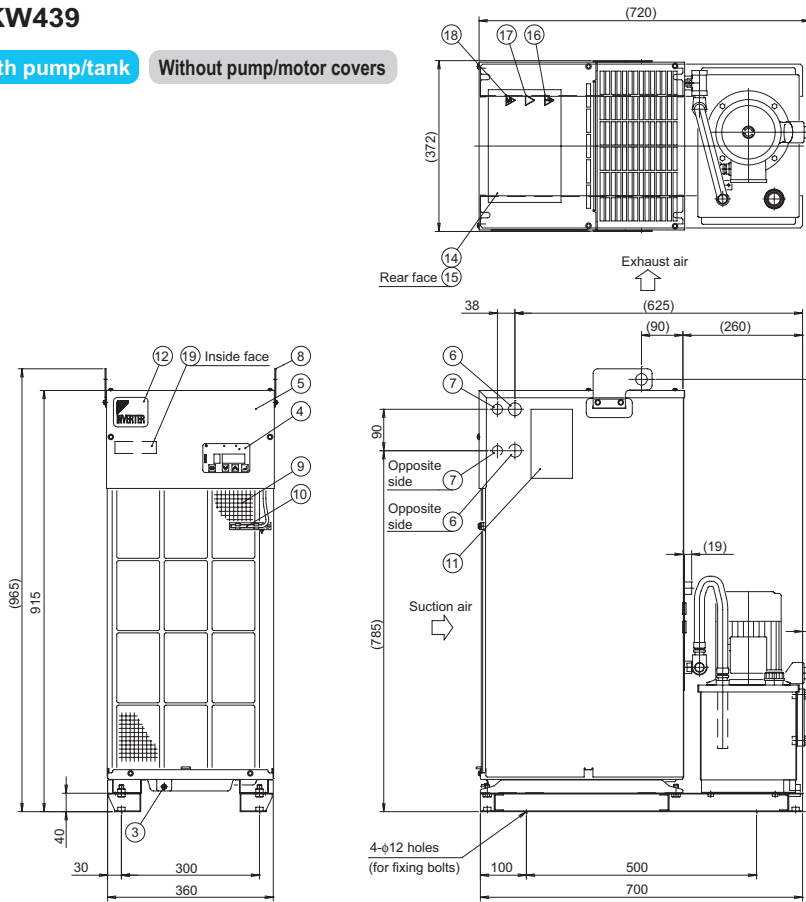 KW439
th pump/tank
Without pump/motor covers
(720)
18 17 16
(372)
14
Rear face 15
Exhaust air
38
(625)
(90)
(260)
12 19 Inside face 8
5
4
9
10
INVERTER
6
7
90
Opposite
side 7
Opposite
side 6
11
(19)
Suction air
(785)
(965)
915
40
3
30
300
360
4-ϕ12 holes
(for fixing bolts)
100
500
700